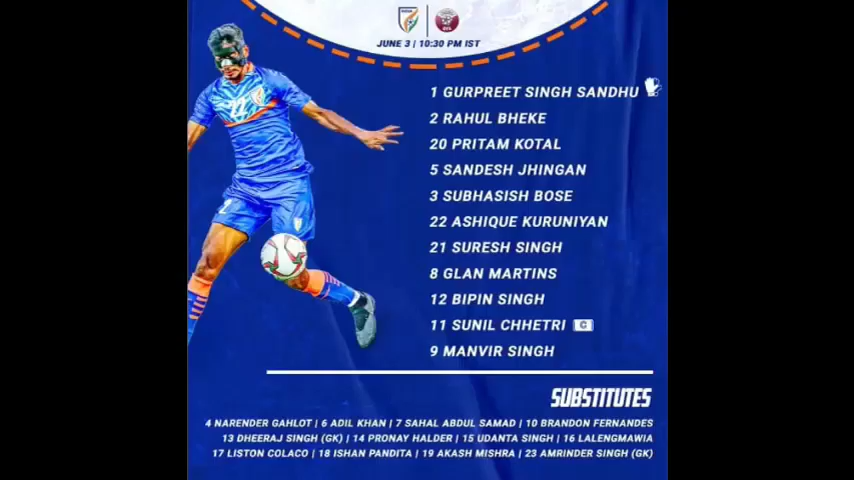 JUNE 3 | 10:30 PM IST
1 GURPREET SINGH SANDHU
2 RAHUL BHEKE
20 PRITAM KOTAL
5 SANDESH JHINGAN
3 SUBHASISH BOSE
22 ASHIQUE KURUNIYAN
21 SURESH SINGH
8 GLAN MARTINS
12 BIPIN SINGH
11 SUNIL CHHETRI C
9 MANVIR SINGH
SUBSTITUTES
4 NARENDER GAHLOT | 6 ADIL KHAN | 7 SAHAL ABDUL SAMAD | 10 BRANDON FERNANDES
13 DHEERAJ SINGH (GK) | 14 PRONAY HALDER | 15 UDANTA SINGH | 16 LALENGMAWIA
17 LISTON COLACO | 18 ISHAN PANDITA | 19 AKASH MISHRA | 23 AMRINDER SINGH (GK)